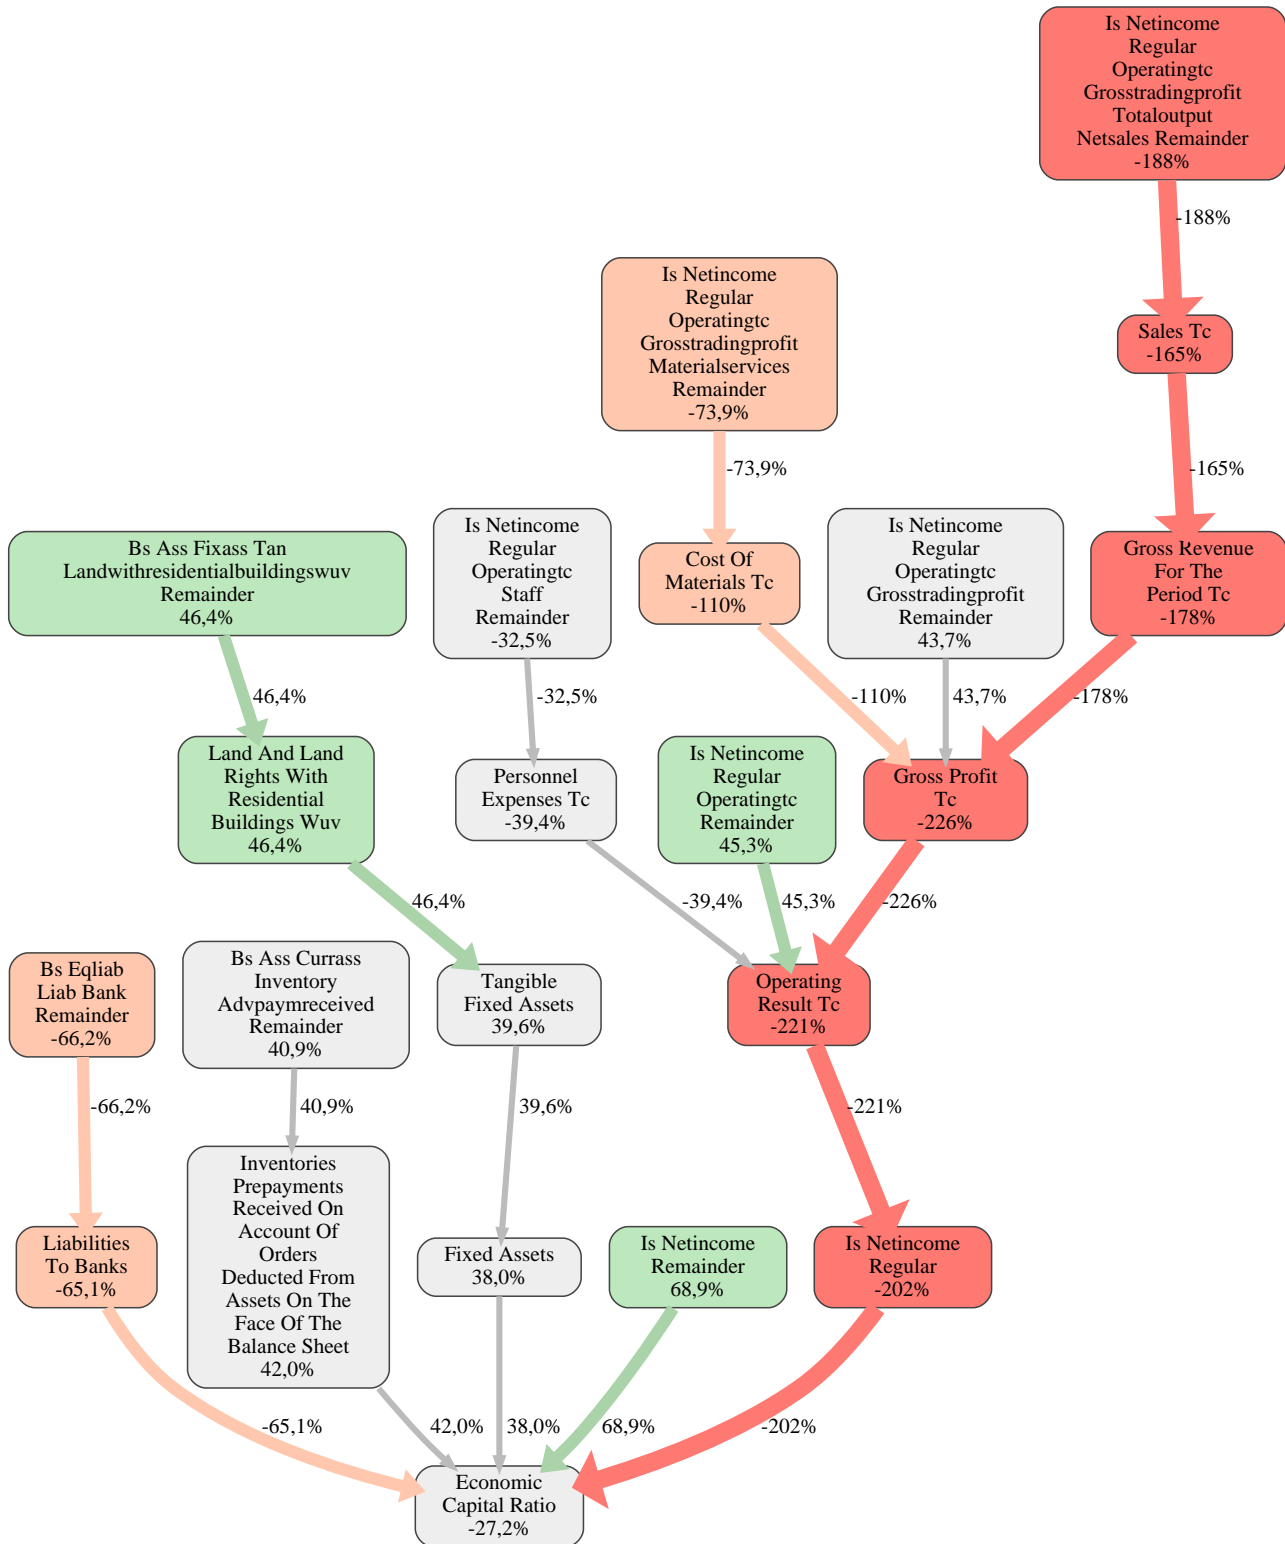 Is Netincome
Regular
Operatingtc
Grosstradingprofit
Totaloutput
Netsales Remainder
-188%
-188%
Is Netincome
Regular
Operatingtc
Grosstradingprofit
Materialservices
Remainder
-73,9%
Sales Tc
-165%
-73,9%
-165%
Bs Ass Fixass Tan
Landwithresidentialbuildingswuv
Remainder
46,4%
Is Netincome
Regular
Operatingtc
Staff
Remainder
-32,5%
Cost Of
Materials Tc
-110%
Is Netincome
Regular
Operatingtc
Grosstradingprofit
Remainder
43,7%
Gross Revenue
For The
Period Tc
-178%
46,4%
-32,5%
-110%
43,7%
-178%
Land And Land
Rights With
Residential
Buildings Wuv
46,4%
Personnel
Expenses Tc
-39,4%
Is Netincome
Regular
Operatingtc
Remainder
45,3%
Gross Profit
Tc
-226%
46,4%
-39,4%
45,3%
-226%
Bs Eqliab
Liab Bank
Remainder
-66,2%
Bs Ass Currass
Inventory
Advpaymreceived
Remainder
40,9%
Tangible
Fixed Assets
39,6%
Operating
Result Tc
-221%
-66,2%
40,9%
39,6%
-221%
Liabilities
To Banks
-65,1%
Inventories
Prepayments
Received On
Account Of
Orders
Deducted From
Assets On The
Face Of The
Balance Sheet
42,0%
Fixed Assets
38,0%
Is Netincome
Remainder
68,9%
Is Netincome
Regular
-202%
-65,1%
42,0%
38,0%
68,9%
-202%
Economic
Capital Ratio
-27,2%